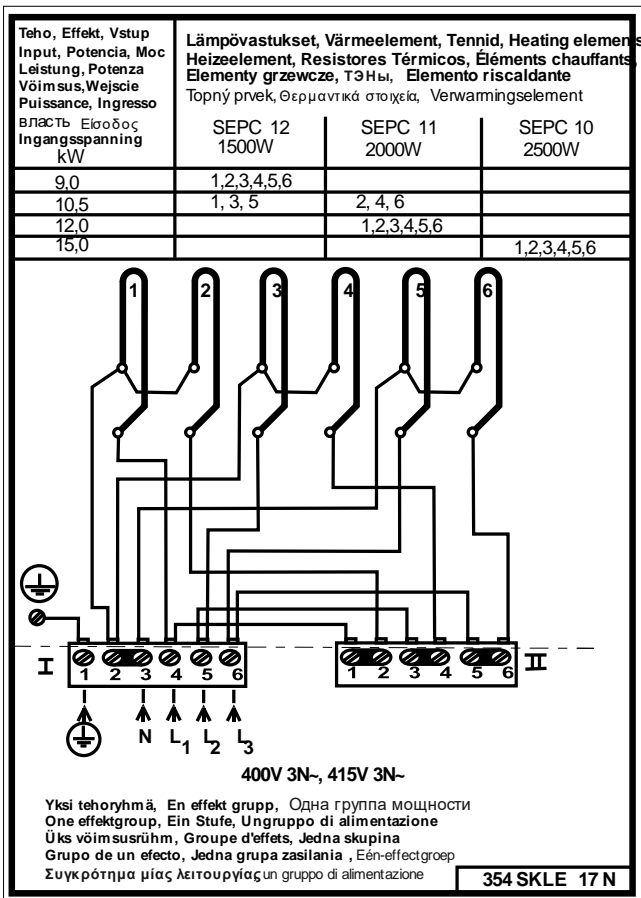 Teho, Effekt, Vstup
Input, Potencia, Moc
Leistung, Potenza
Võimsus,Wejscie
Puissance, Ingresso
власть Είσοδος
Ingangsspanning
kW
Lämpövastukset, Värmeelement, Tennid, Heating elements
Heizeelement, Resistores Térmicos, Éléments chauffants,
Elementy grzewcze, ТЭНы, Elemento riscaldante
Topný prvek, Θερμαντικά στοιχεία, Verwarmingselement
SEPC 12 SEPC 11 SEPC 10
1500W 2000W 2500W
9,0 1,2,3,4,5,6
10,5 1, 3, 5 2, 4, 6
12,0 1,2,3,4,5,6
15,0 1,2,3,4,5,6
1 2 3 4 5 6
I 1 2 3 4 5 6 1 2 3 4 5 6 II
N L1 L2 L3
400V 3N~, 415V 3N~
Yksi tehoryhmä, En effekt grupp, Одна группа мощности
One effektgroup, Ein Stufe, Ungruppo di alimentazione
Üks võimsusrühm, Groupe d'effets, Jedna skupina
Grupo de un efecto, Jedna grupa zasilania , Eén-effectgroep
Συγκρότημα μίας λειτουργίας un gruppo di alimentazione
354 SKLE 17 N